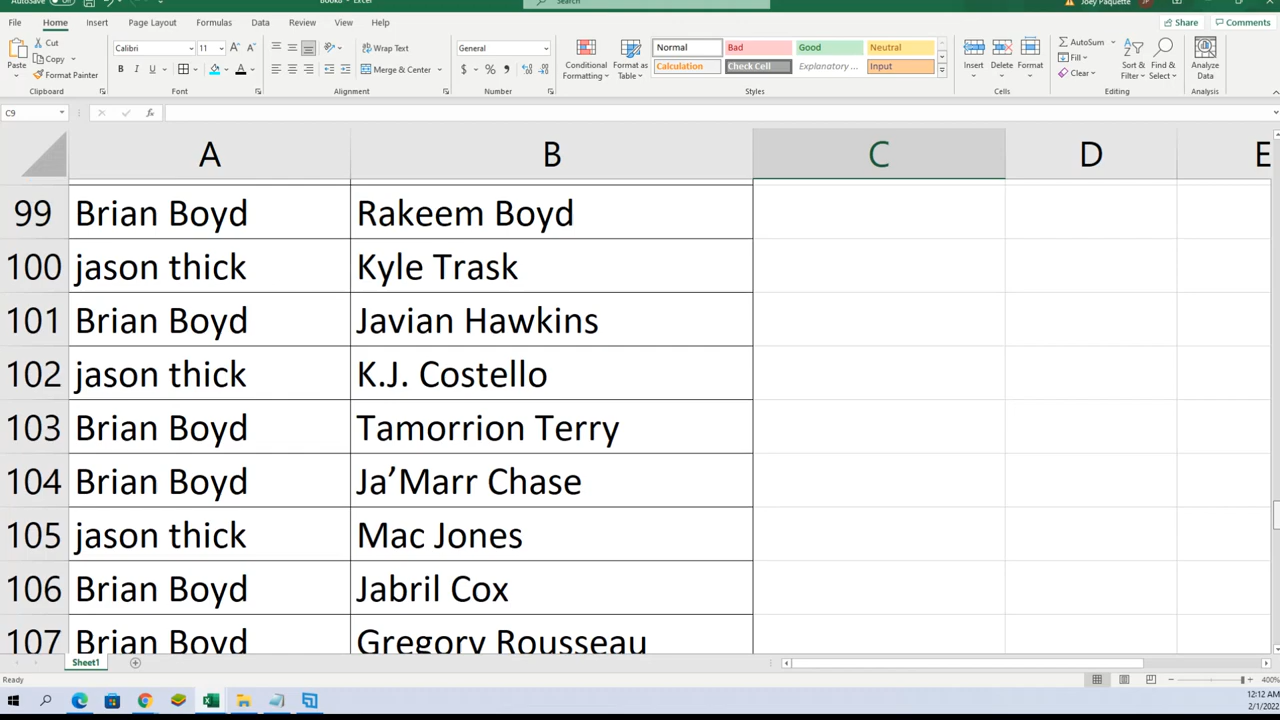 AutoSave Off Book8 - Excel Search Joey Paquette
File Home Insert Page Layout Formulas Data Review View Help Share Comments
Paste Cut Copy Format Painter Clipboard
Calibri 11 B I U Font
Wrap Text Merge & Center Alignment
General $ % Number
Conditional Formatting Format as Table
Normal Bad Good Neutral
Calculation Check Cell Explanatory ... Input
Styles
Insert Delete Format Cells
AutoSum Fill Clear Sort & Filter Find & Select Editing
Analyze Data Analysis
C9 fx
A B C D E
99 Brian Boyd Rakeem Boyd
100 jason thick Kyle Trask
101 Brian Boyd Javian Hawkins
102 jason thick K.J. Costello
103 Brian Boyd Tamorrion Terry
104 Brian Boyd Ja’Marr Chase
105 jason thick Mac Jones
106 Brian Boyd Jabril Cox
107 Brian Boyd Gregory Rousseau
Sheet1
Ready 400%
12:12 AM
2/1/2022